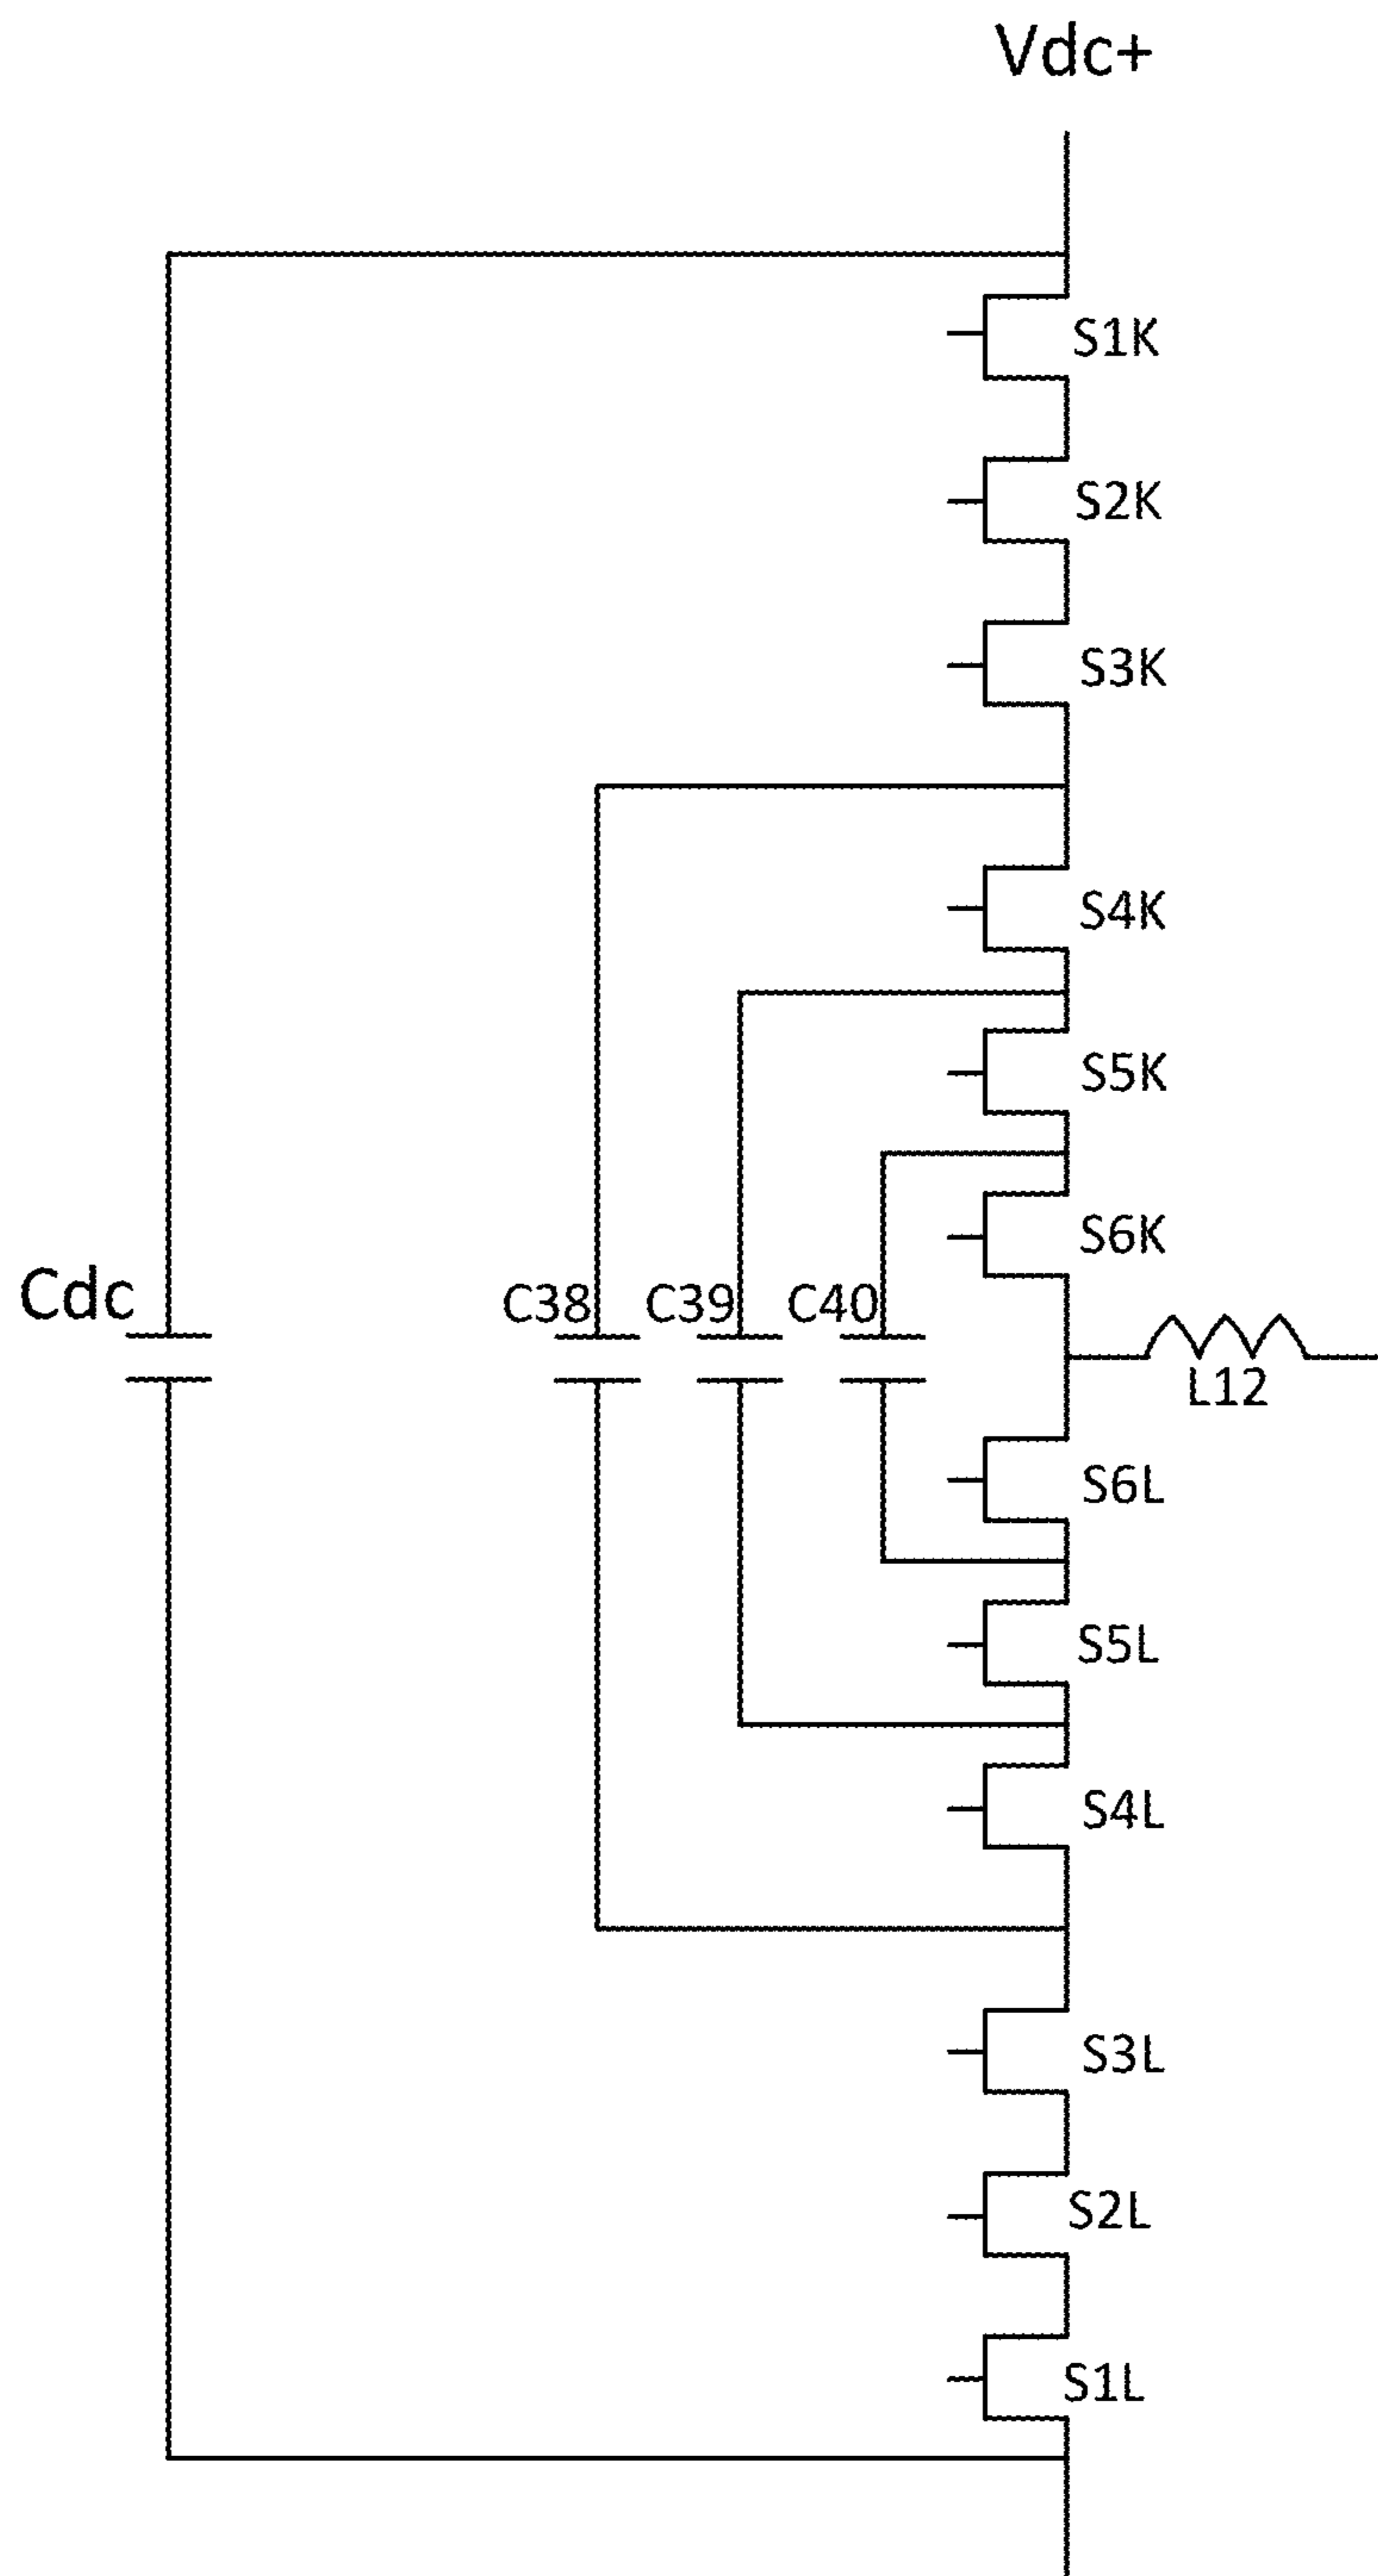 Vdc+
S1K
S2K
S3K
S4K
S5K
S6K
Cdc
C38
C39
C40
L12
S6L
S5L
S4L
S3L
S2L
S1L